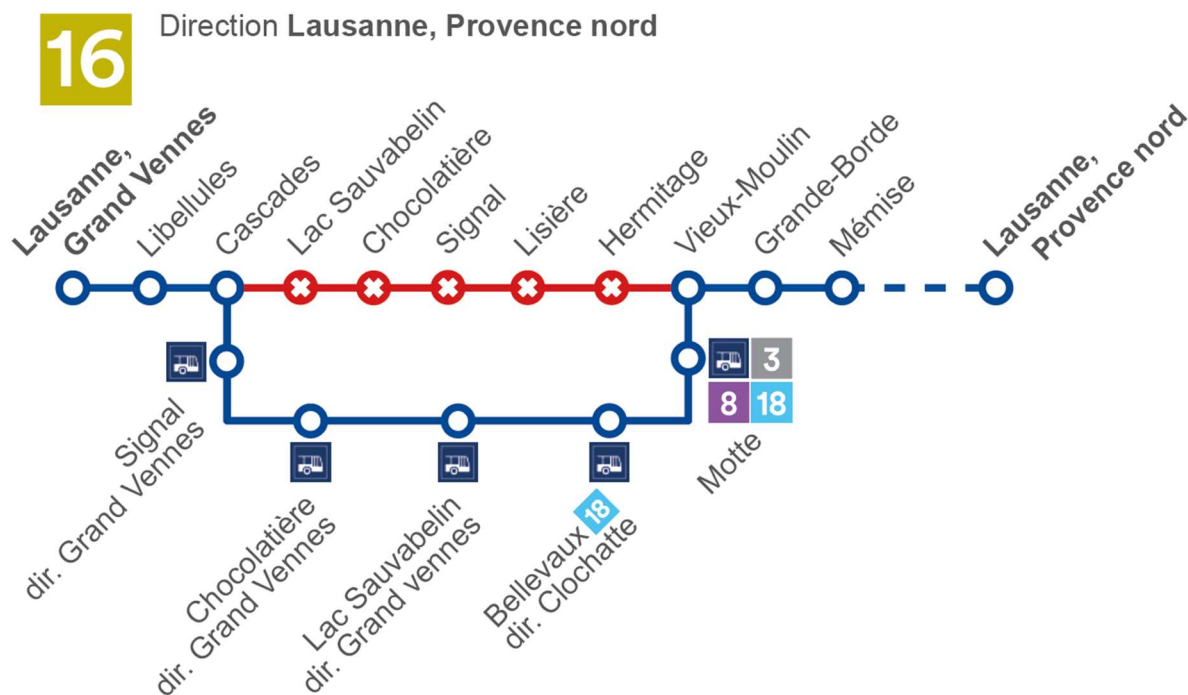 16
Direction Lausanne, Provence nord
Lausanne,
Grand Vennes
Libellules
Cascades
Lac Sauvabelin
Chocolatière
Signal
Lisière
Hermitage
Vieux-Moulin
Grande-Borde
Mémise
Lausanne,
Provence nord
Signal
dir. Grand Vennes
Chocolatière
dir. Grand Vennes
Lac Sauvabelin
dir. Grand vennes
Bellevaux 18
dir. Clochatte
3
8 18
Motte